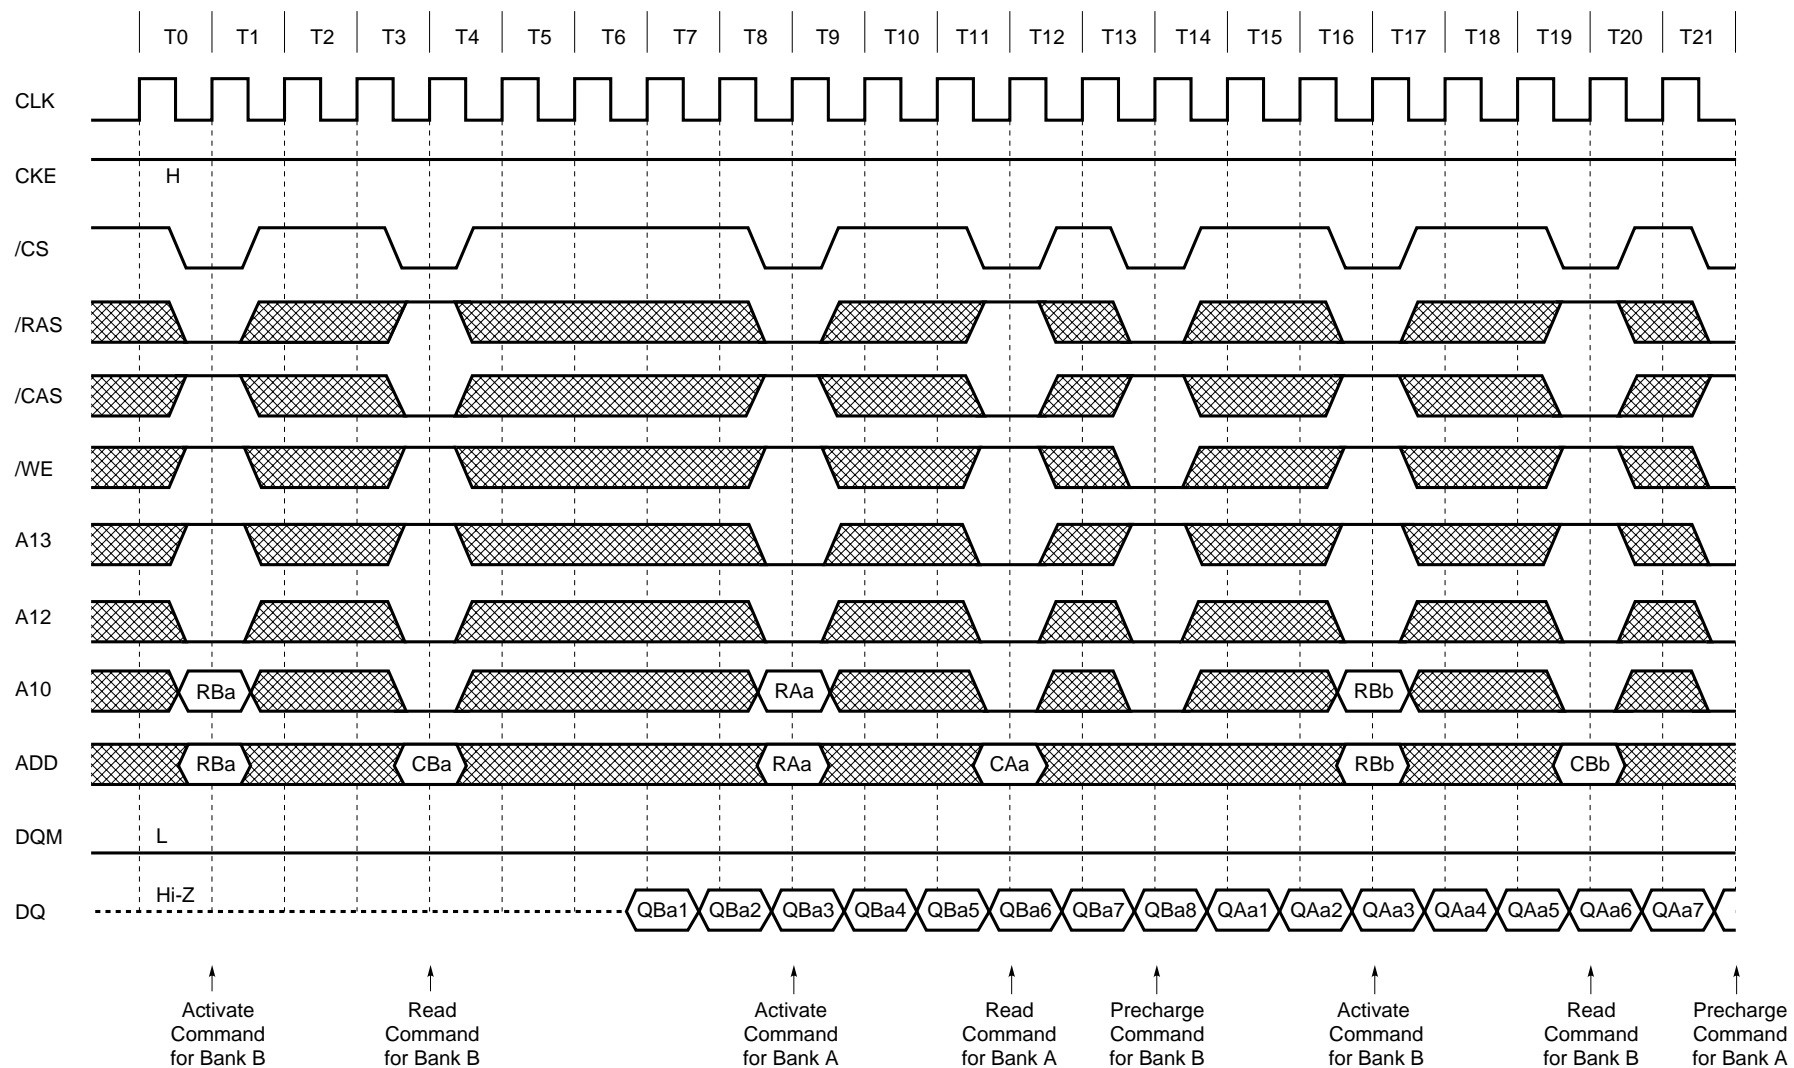 T0 T1 T2 T3 T4 T5 T6 T7 T8 T9 T10 T11 T12 T13 T14 T15 T16 T17 T18 T19 T20 T21
CLK
CKE H
/CS
/RAS
/CAS
/WE
A13
A12
A10 RBa RAa RBb
ADD RBa CBa RAa CAa RBb CBb
DQM L
DQ Hi-Z QBa1 QBa2 QBa3 QBa4 QBa5 QBa6 QBa7 QBa8 QAa1 QAa2 QAa3 QAa4 QAa5 QAa6 QAa7
Activate
Command
for Bank B
Read
Command
for Bank B
Activate
Command
for Bank A
Read
Command
for Bank A
Precharge
Command
for Bank B
Activate
Command
for Bank B
Read
Command
for Bank B
Precharge
Command
for Bank A